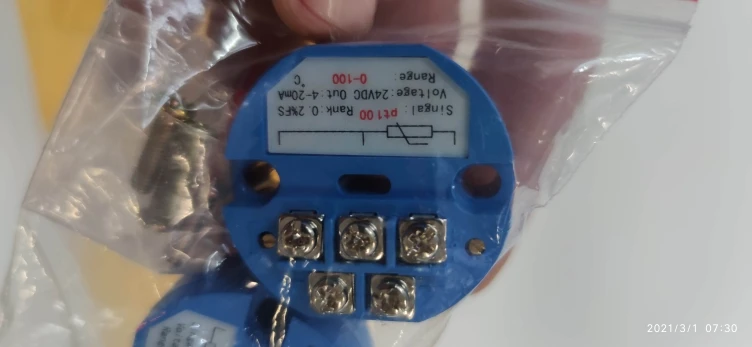 Singal: pt100 Rank:0.2%FS
Voltage:24VDC Out:4-20mA
Range: 0-100 ℃
2021/3/1 07:30